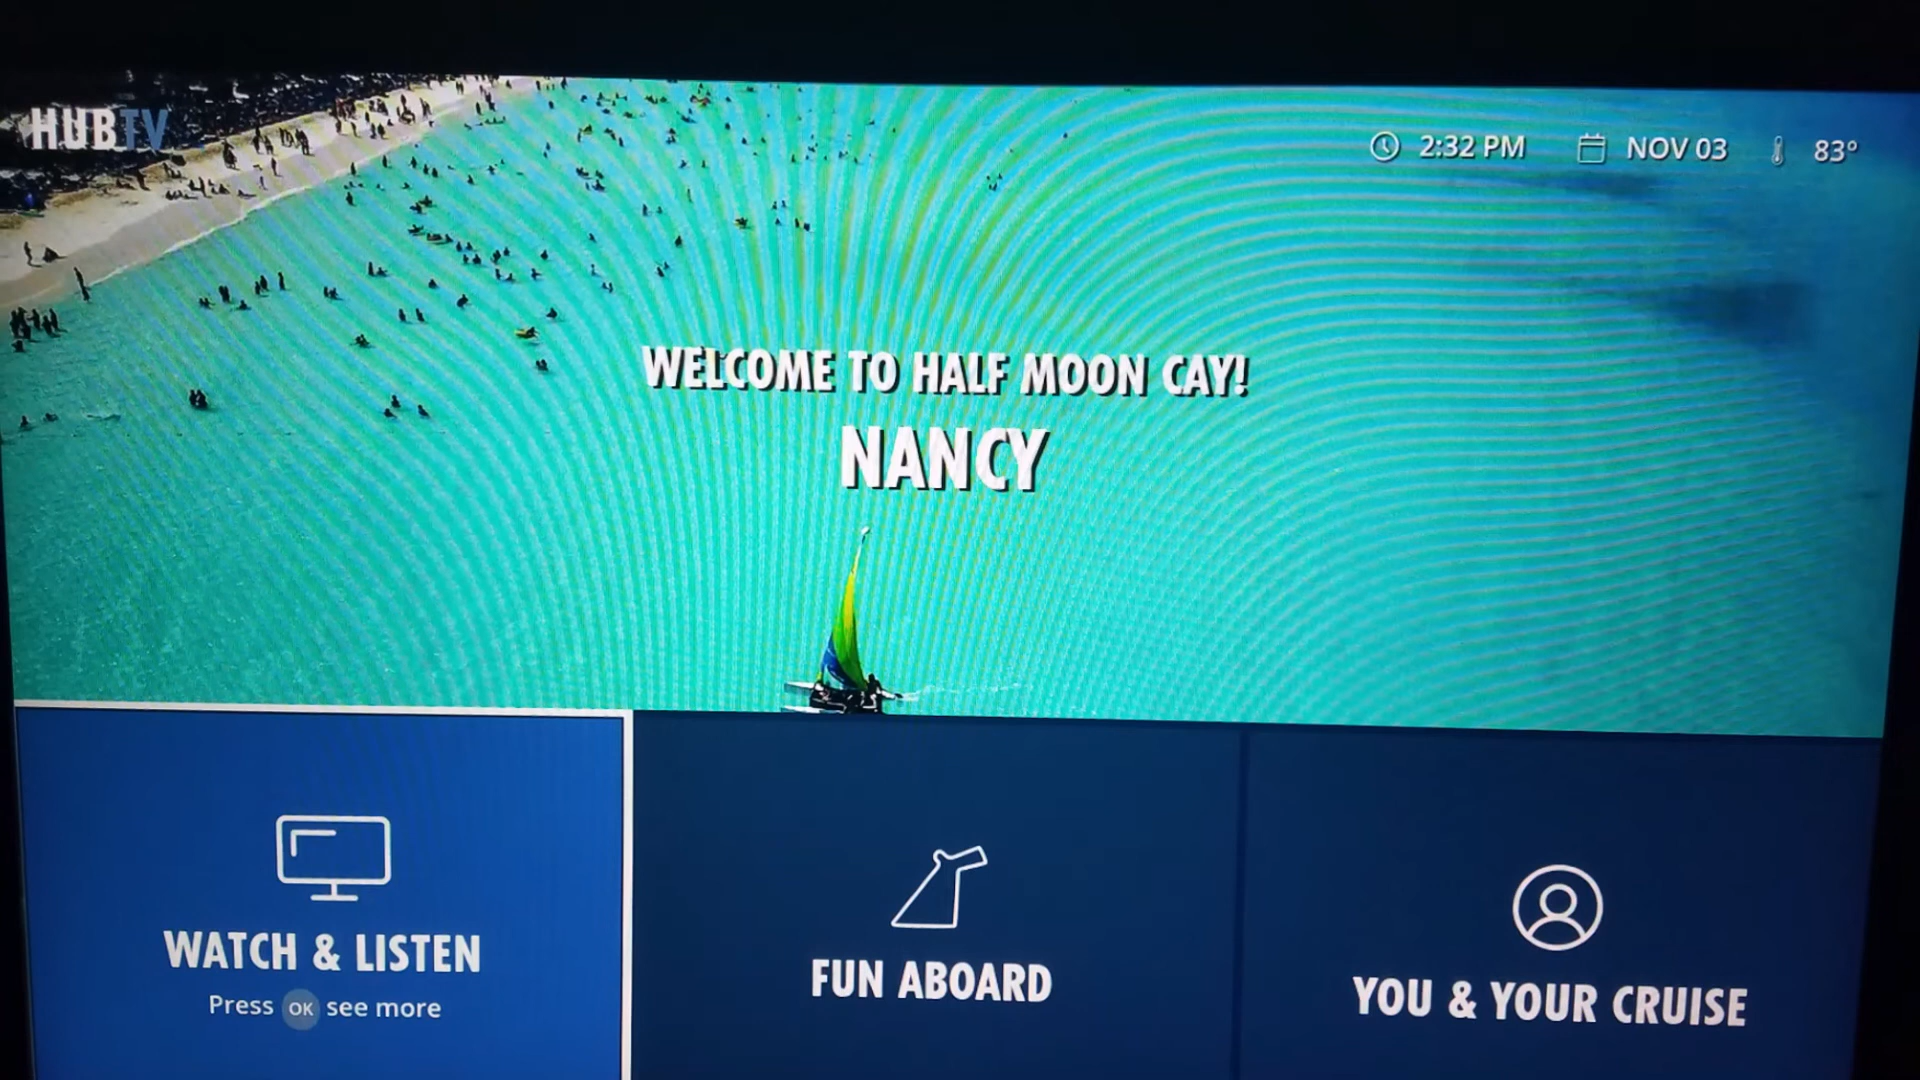 HUBTV
2:32 PM NOV 03 83°
WELCOME TO HALF MOON CAY!
NANCY
WATCH & LISTEN
Press OK see more
FUN ABOARD
YOU & YOUR CRUISE